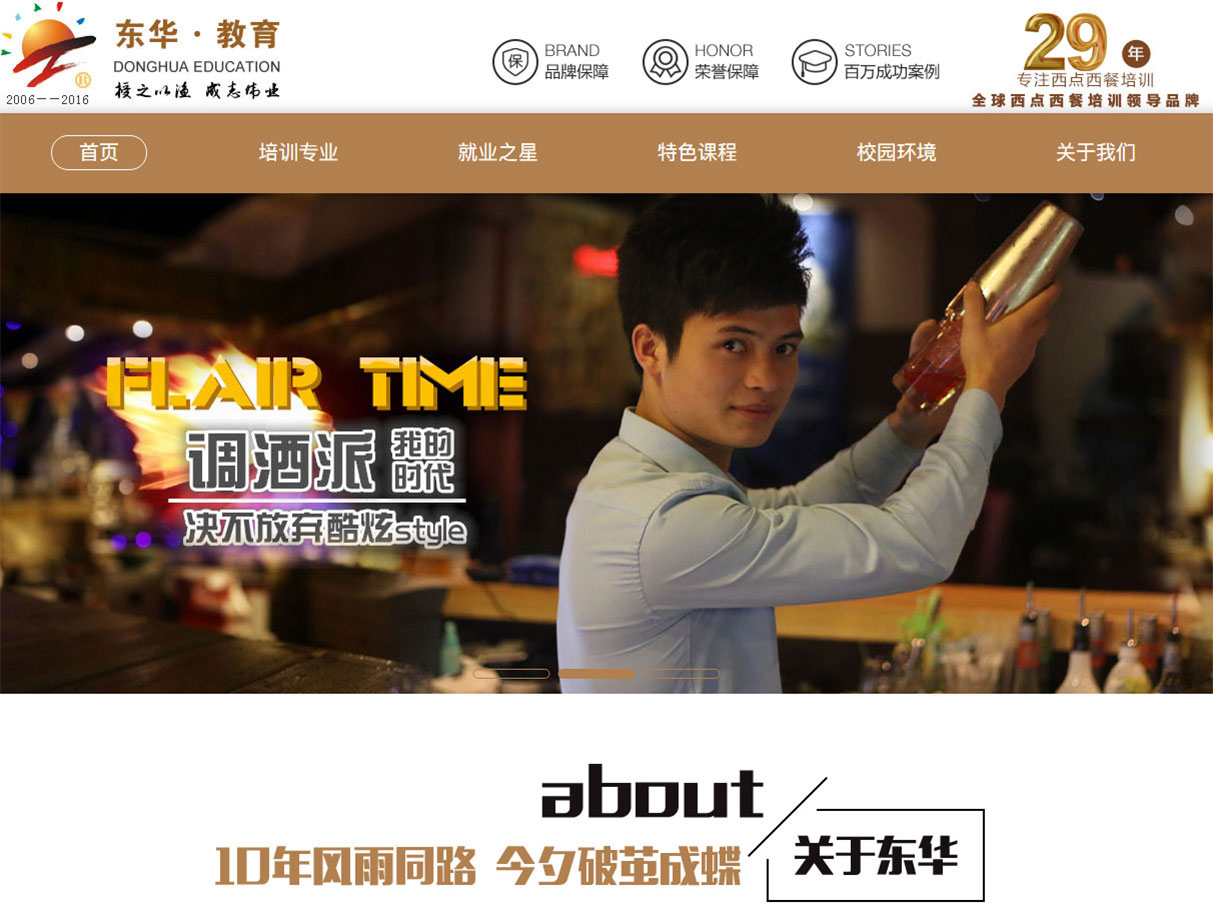 东华·教育
DONGHUA EDUCATION
授之以渔 成志伟业
®
2006——2016
保
BRAND
品牌保障
HONOR
荣誉保障
STORIES
百万成功案例
29年
专注西点西餐培训
全球西点西餐培训领导品牌
首页 培训专业 就业之星 特色课程 校园环境 关于我们
FLAIR TIME
调酒派 我的时代
决不放弃酷炫style
about
10年风雨同路 今夕破茧成蝶
关于东华